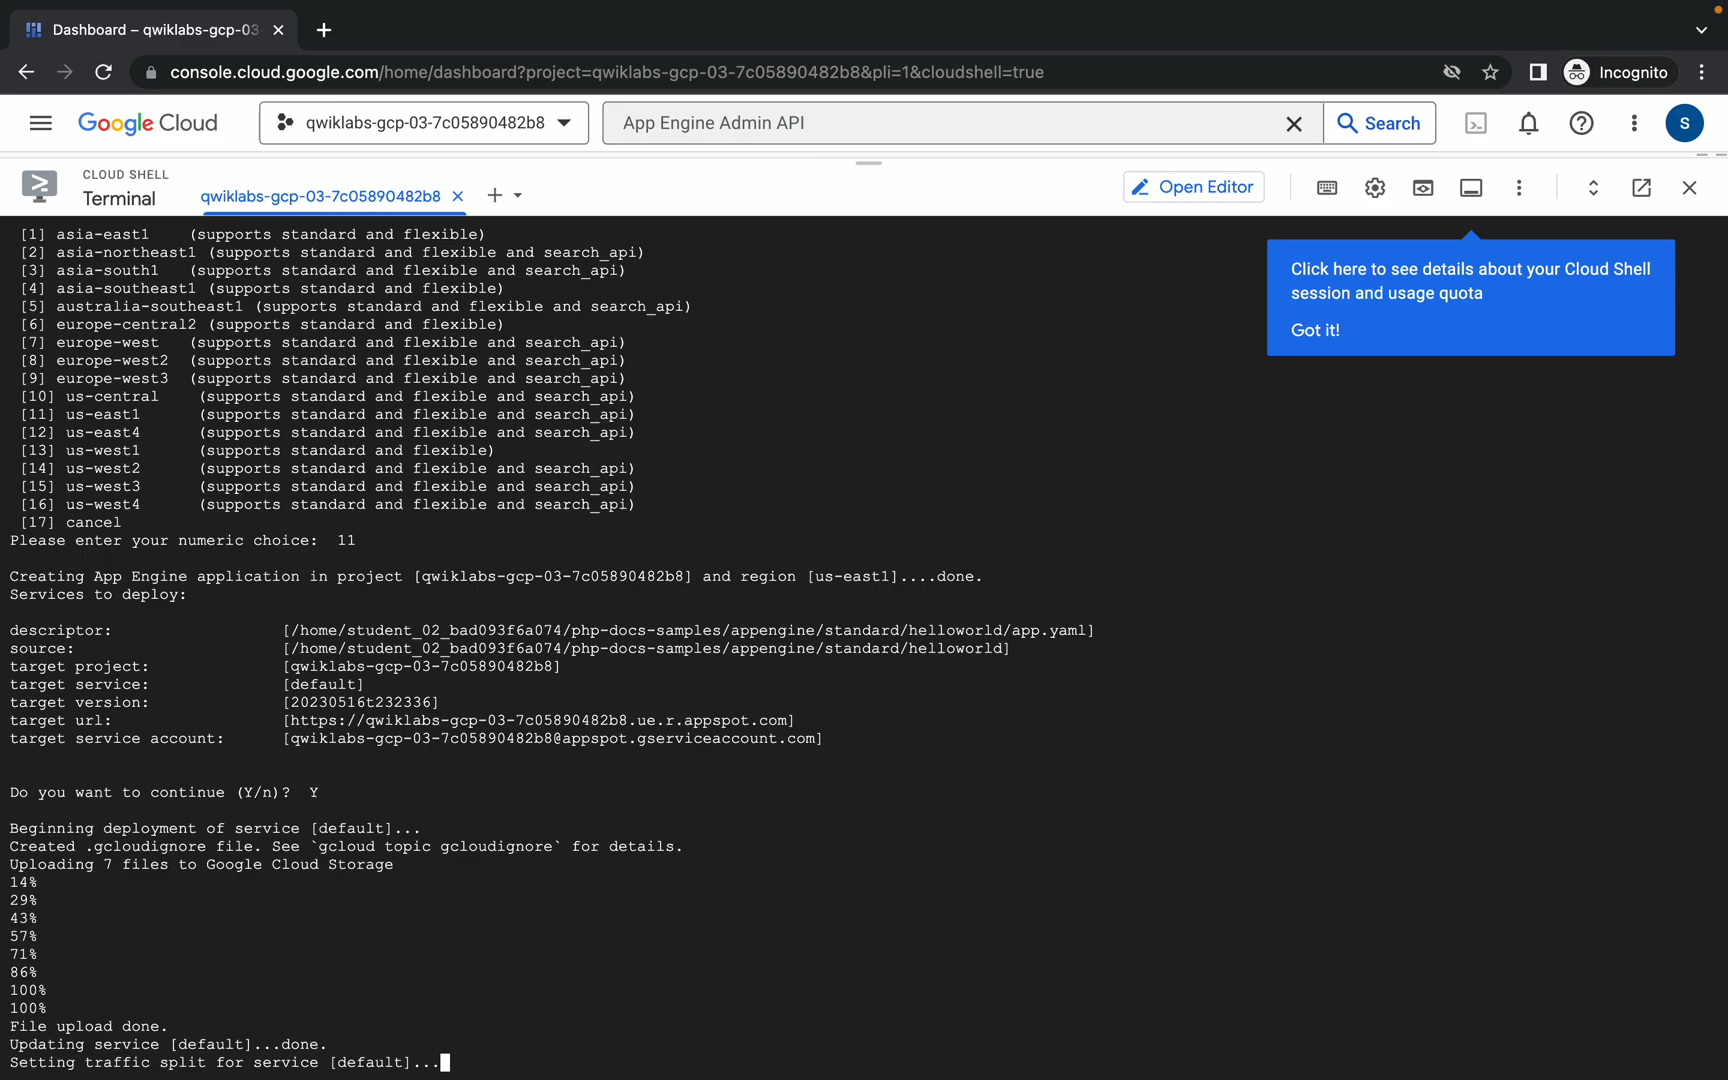 Dashboard – qwiklabs-gcp-03-
console.cloud.google.com/home/dashboard?project=qwiklabs-gcp-03-7c05890482b8&pli=1&cloudshell=true
Incognito
Google Cloud
qwiklabs-gcp-03-7c05890482b8
App Engine Admin API
Search
S
CLOUD SHELL
Terminal
qwiklabs-gcp-03-7c05890482b8
Open Editor
Click here to see details about your Cloud Shell
session and usage quota
Got it!
[1] asia-east1 (supports standard and flexible)
[2] asia-northeast1 (supports standard and flexible and search_api)
[3] asia-south1 (supports standard and flexible and search_api)
[4] asia-southeast1 (supports standard and flexible)
[5] australia-southeast1 (supports standard and flexible and search_api)
[6] europe-central2 (supports standard and flexible)
[7] europe-west (supports standard and flexible and search_api)
[8] europe-west2 (supports standard and flexible and search_api)
[9] europe-west3 (supports standard and flexible and search_api)
[10] us-central (supports standard and flexible and search_api)
[11] us-east1 (supports standard and flexible and search_api)
[12] us-east4 (supports standard and flexible and search_api)
[13] us-west1 (supports standard and flexible)
[14] us-west2 (supports standard and flexible and search_api)
[15] us-west3 (supports standard and flexible and search_api)
[16] us-west4 (supports standard and flexible and search_api)
[17] cancel
Please enter your numeric choice: 11
Creating App Engine application in project [qwiklabs-gcp-03-7c05890482b8] and region [us-east1]....done.
Services to deploy:
descriptor: [/home/student_02_bad093f6a074/php-docs-samples/appengine/standard/helloworld/app.yaml]
source: [/home/student_02_bad093f6a074/php-docs-samples/appengine/standard/helloworld]
target project: [qwiklabs-gcp-03-7c05890482b8]
target service: [default]
target version: [20230516t232336]
target url: [https://qwiklabs-gcp-03-7c05890482b8.ue.r.appspot.com]
target service account: [qwiklabs-gcp-03-7c05890482b8@appspot.gserviceaccount.com]
Do you want to continue (Y/n)? Y
Beginning deployment of service [default]...
Created .gcloudignore file. See `gcloud topic gcloudignore` for details.
Uploading 7 files to Google Cloud Storage
14%
29%
43%
57%
71%
86%
100%
100%
File upload done.
Updating service [default]...done.
Setting traffic split for service [default]...